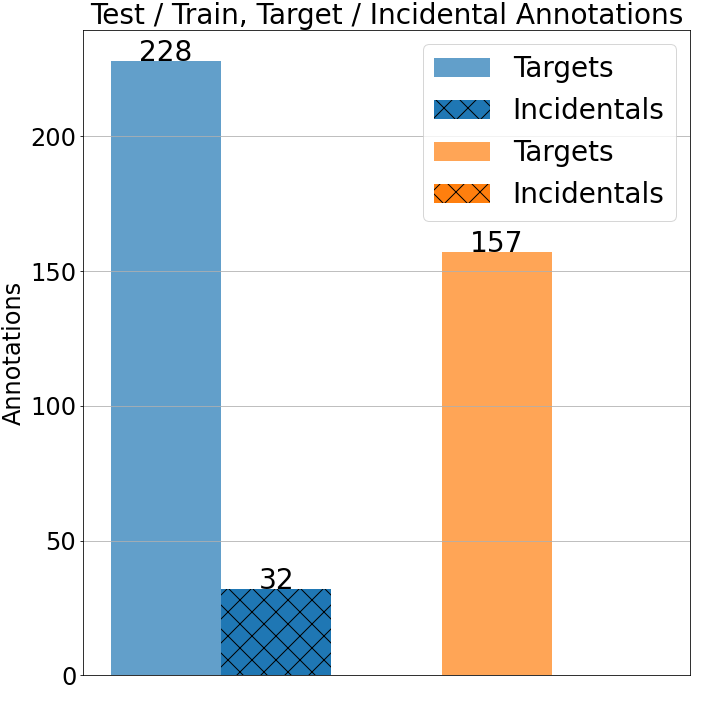 Test / Train, Target / Incidental Annotations
228
Targets
Incidentals
Targets
Incidentals
200
157
150
Annotations
100
50
32
0